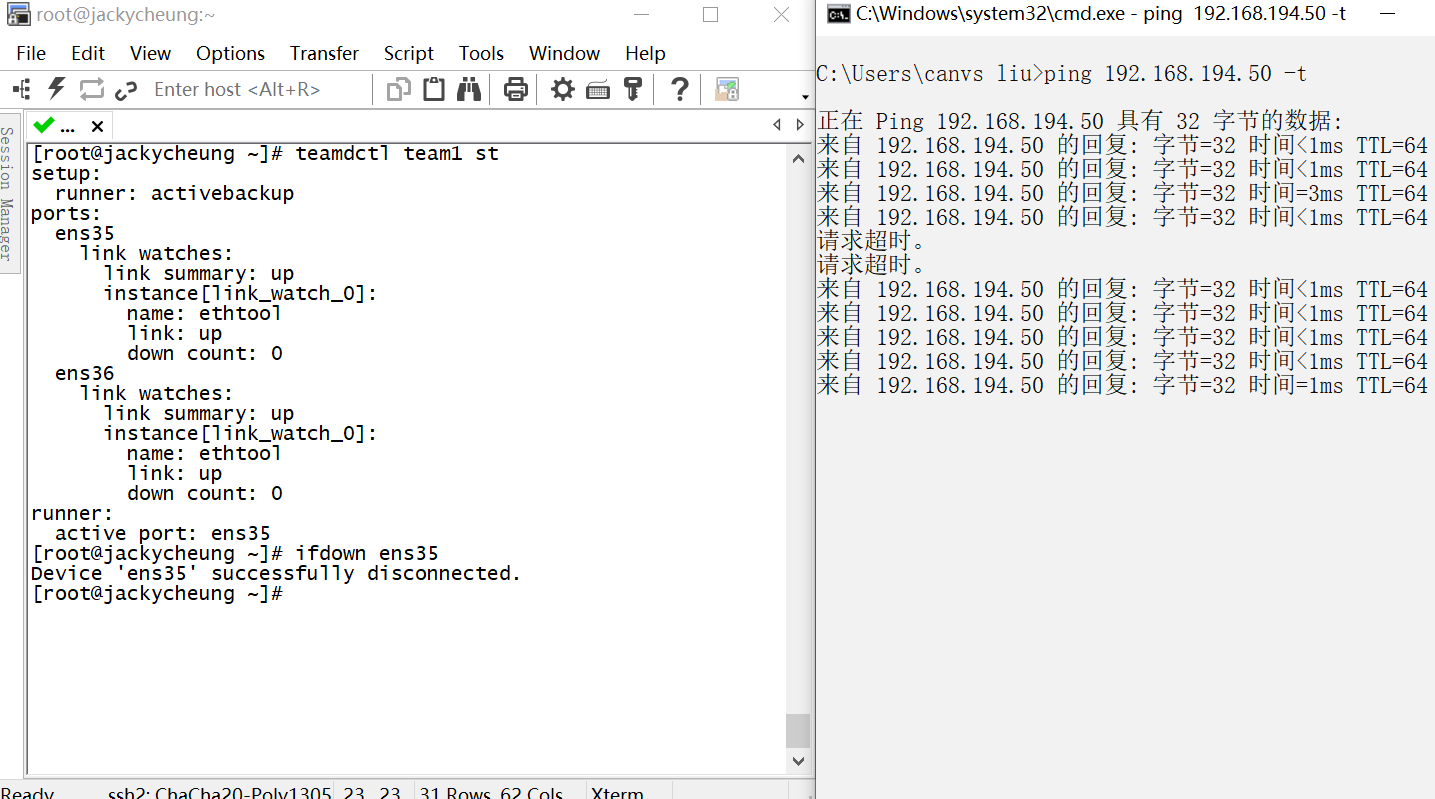 root@jackycheung:~
File Edit View Options Transfer Script Tools Window Help
Enter host <Alt+R>
Session Manager
...
[root@jackycheung ~]# teamdctl team1 st
setup:
  runner: activebackup
ports:
  ens35
    link watches:
      link summary: up
      instance[link_watch_0]:
        name: ethtool
        link: up
        down count: 0
  ens36
    link watches:
      link summary: up
      instance[link_watch_0]:
        name: ethtool
        link: up
        down count: 0
runner:
  active port: ens35
[root@jackycheung ~]# ifdown ens35
Device 'ens35' successfully disconnected.
[root@jackycheung ~]#
Ready ssh2: ChaCha20-Poly1305 23, 23 31 Rows, 62 Cols Xterm
C:\Windows\system32\cmd.exe - ping 192.168.194.50 -t
C:\Users\canvs liu>ping 192.168.194.50 -t
正在 Ping 192.168.194.50 具有 32 字节的数据:
来自 192.168.194.50 的回复: 字节=32 时间<1ms TTL=64
来自 192.168.194.50 的回复: 字节=32 时间<1ms TTL=64
来自 192.168.194.50 的回复: 字节=32 时间=3ms TTL=64
来自 192.168.194.50 的回复: 字节=32 时间<1ms TTL=64
请求超时。
请求超时。
来自 192.168.194.50 的回复: 字节=32 时间<1ms TTL=64
来自 192.168.194.50 的回复: 字节=32 时间<1ms TTL=64
来自 192.168.194.50 的回复: 字节=32 时间<1ms TTL=64
来自 192.168.194.50 的回复: 字节=32 时间<1ms TTL=64
来自 192.168.194.50 的回复: 字节=32 时间=1ms TTL=64